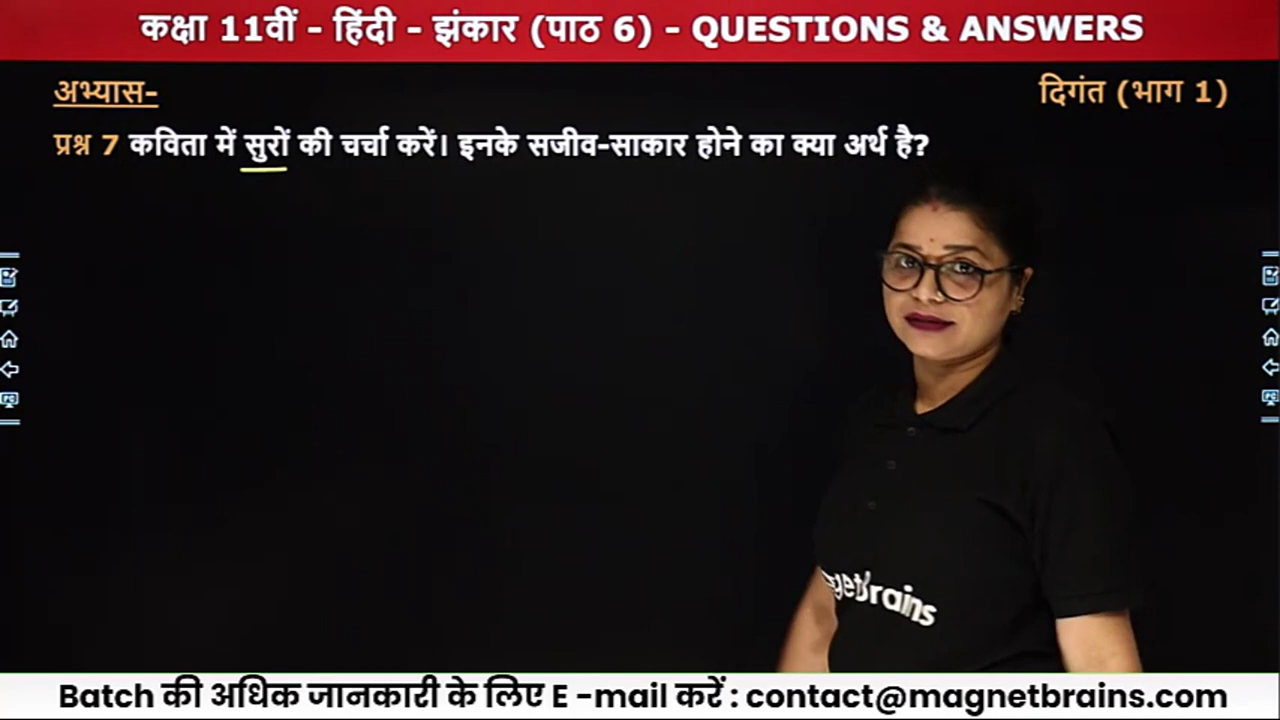 कक्षा 11वीं - हिंदी - झंकार (पाठ 6) - QUESTIONS & ANSWERS
अभ्यास-
दिगंत (भाग 1)
प्रश्न 7 कविता में सुरों की चर्चा करें। इनके सजीव-साकार होने का क्या अर्थ है?
getBrains
Batch की अधिक जानकारी के लिए E -mail करें : contact@magnetbrains.com